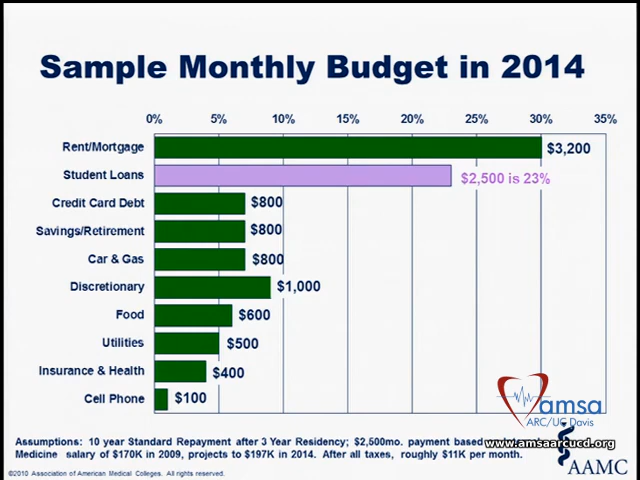 Sample Monthly Budget in 2014
0% 5% 10% 15% 20% 25% 30% 35%
Rent/Mortgage $3,200
Student Loans $2,500 is 23%
Credit Card Debt $800
Savings/Retirement $800
Car & Gas $800
Discretionary $1,000
Food $600
Utilities $500
Insurance & Health $400
Cell Phone $100
amsa
ARC/UC Davis
www.amsaarcucd.org
Assumptions: 10 year Standard Repayment after 3 Year Residency; $2,500mo. payment based
Medicine salary of $170K in 2009, projects to $197K in 2014. After all taxes, roughly $11K per month.
©2010 Association of American Medical Colleges. All rights reserved.
AAMC